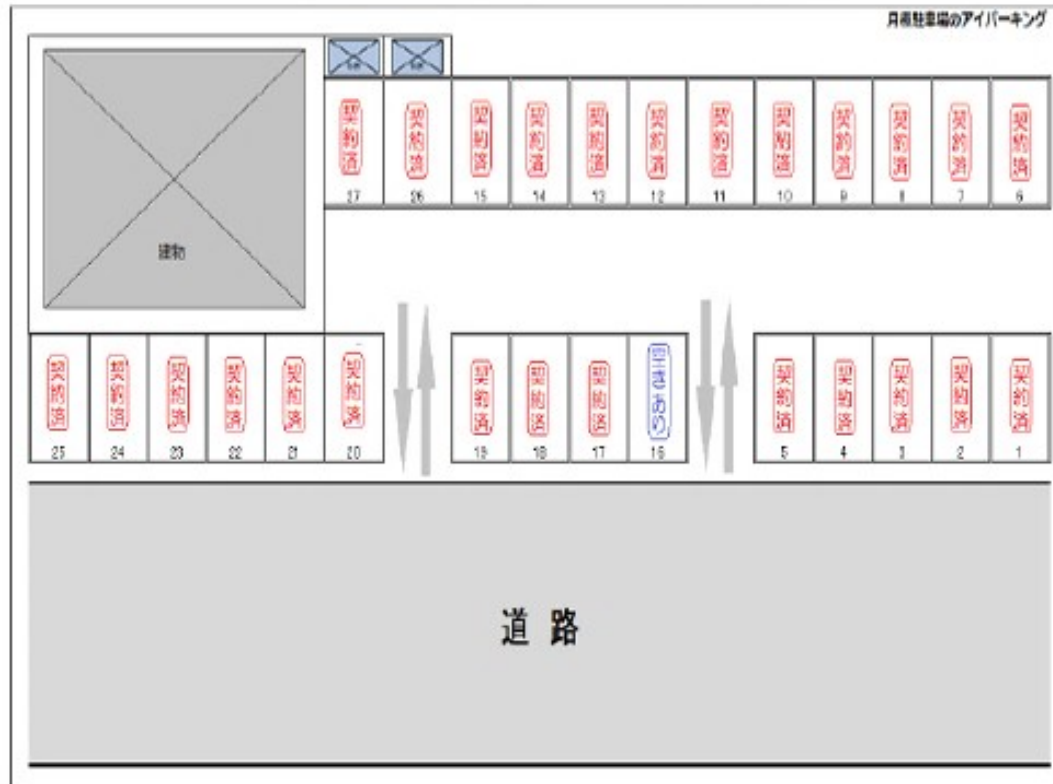 月極駐車場のアイパーキング
契約済 契約済 契約済 契約済 契約済 契約済 契約済 契約済 契約済 契約済 契約済 契約済
27 26 15 14 13 12 11 10 9 8 7 6
建物
契約済 契約済 契約済 契約済 契約済 契約済 契約済 契約済 契約済 空きあり 契約済 契約済 契約済 契約済 契約済
25 24 23 22 21 20 19 18 17 16 5 4 3 2 1
道路